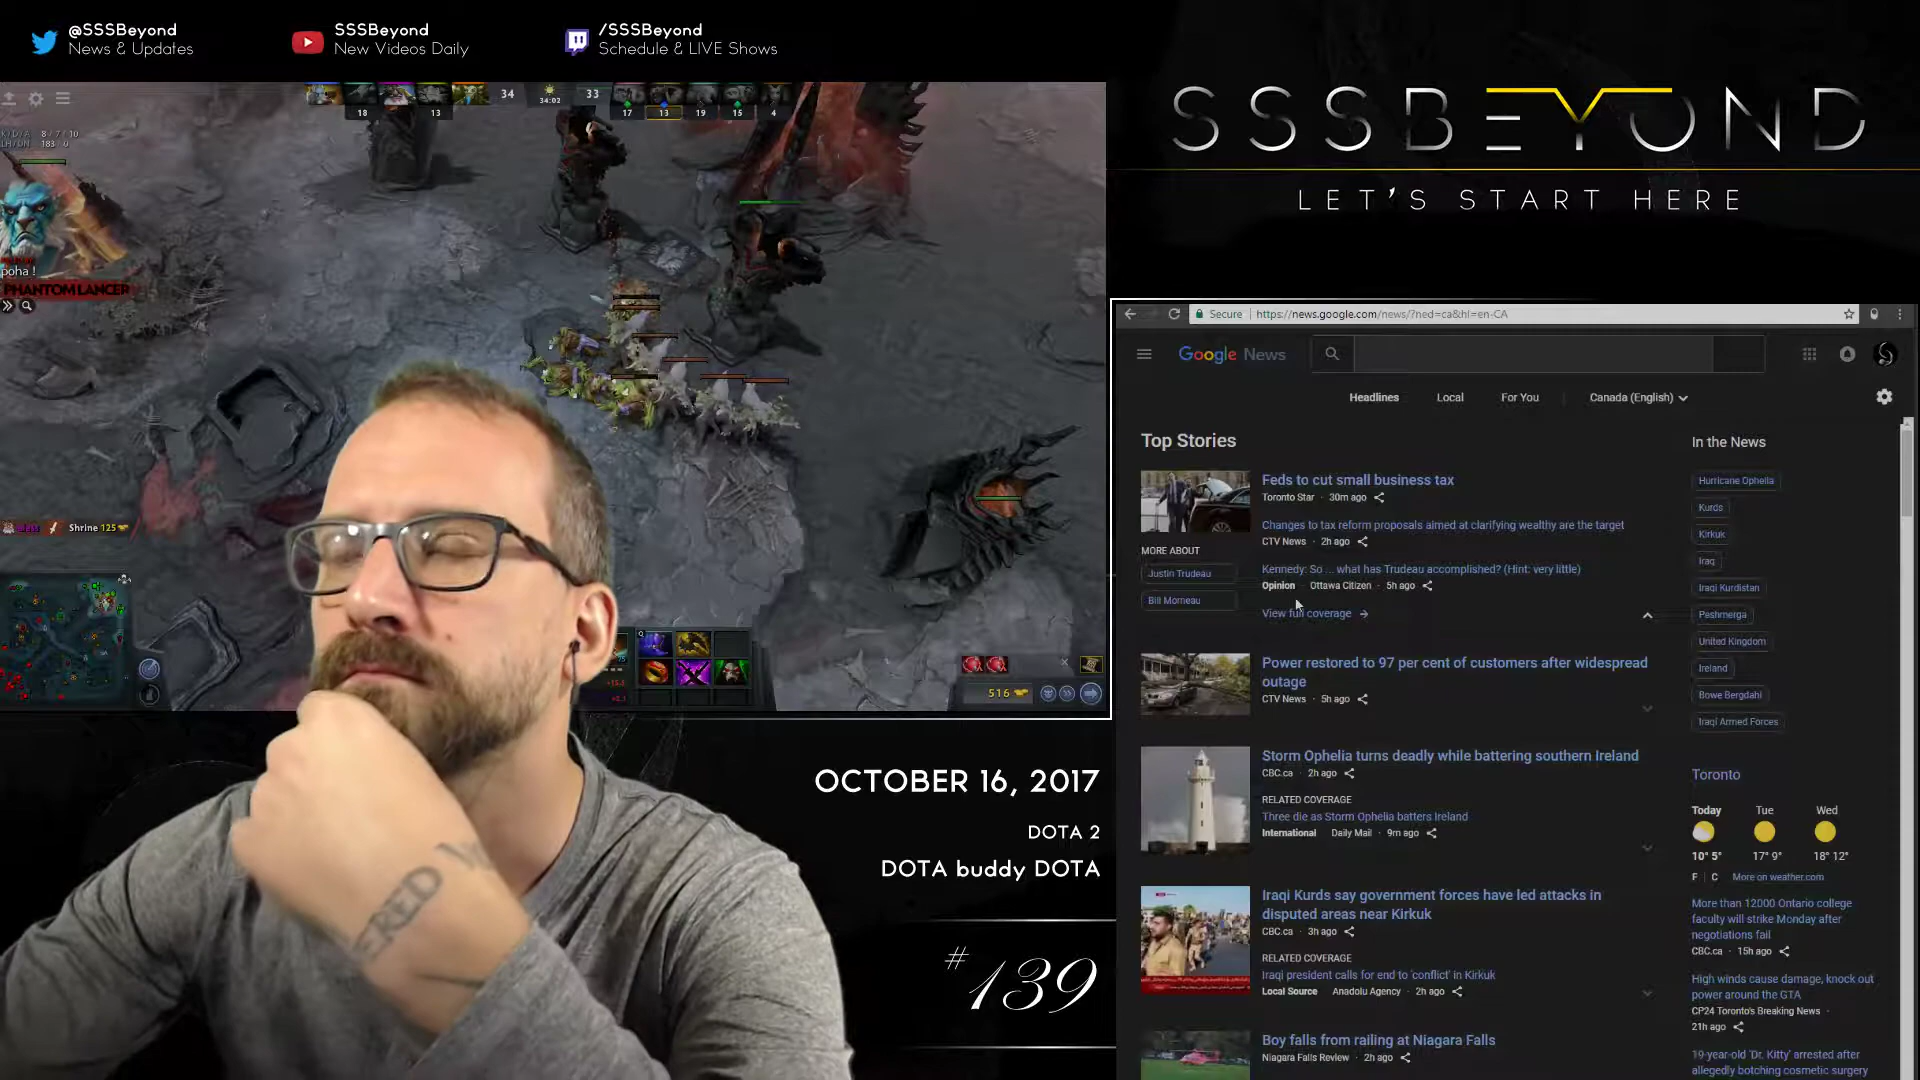 @SSSBeyond
News & Updates
SSSBeyond
New Videos Daily
/SSSBeyond
Schedule & LIVE Shows
SSSBEYOND
LET'S START HERE
34
34:02
33
18
13
17
13
19
15
4
K/D/A 8/7/10
LH/DN 183/0
poha !
PHANTOM LANCER
Shrine 125
516
OCTOBER 16, 2017
DOTA 2
DOTA buddy DOTA
#139
Secure
https://news.google.com/news/?ned=ca&hl=en-CA
Google News
Headlines
Local
For You
Canada (English)
Top Stories
Feds to cut small business tax
Toronto Star · 30m ago
Changes to tax reform proposals aimed at clarifying wealthy are the target
CTV News · 2h ago
MORE ABOUT
Justin Trudeau
Bill Morneau
Kennedy: So ... what has Trudeau accomplished? (Hint: very little)
Opinion · Ottawa Citizen · 5h ago
View full coverage
Power restored to 97 per cent of customers after widespread
outage
CTV News · 5h ago
Storm Ophelia turns deadly while battering southern Ireland
CBC.ca · 2h ago
RELATED COVERAGE
Three die as Storm Ophelia batters Ireland
International Daily Mail · 9m ago
Iraqi Kurds say government forces have led attacks in
disputed areas near Kirkuk
CBC.ca · 3h ago
RELATED COVERAGE
Iraqi president calls for end to 'conflict' in Kirkuk
Local Source Anadolu Agency · 2h ago
Boy falls from railing at Niagara Falls
Niagara Falls Review · 2h ago
In the News
Hurricane Ophelia
Kurds
Kirkuk
Iraq
Iraqi Kurdistan
Peshmerga
United Kingdom
Ireland
Bowe Bergdahl
Iraqi Armed Forces
Toronto
Today Tue Wed
10° 5° 17° 9° 18° 12°
F | C More on weather.com
More than 12000 Ontario college
faculty will strike Monday after
negotiations fail
CBC.ca · 15h ago
High winds cause damage, knock out
power around the GTA
CP24 Toronto's Breaking News ·
21h ago
19-year-old 'Dr. Kitty' arrested after
allegedly botching cosmetic surgery